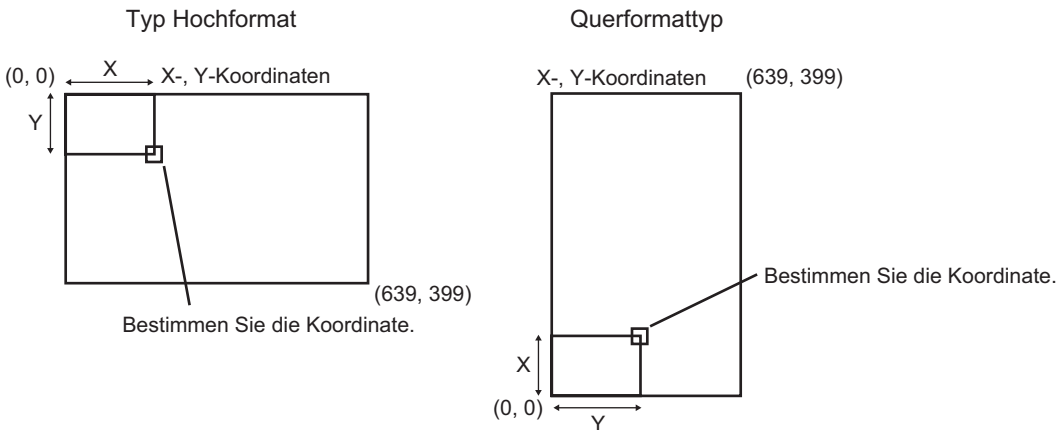 Typ Hochformat
(0, 0)
X
X-, Y-Koordinaten
Y
(639, 399)
Bestimmen Sie die Koordinate.
Querformattyp
X-, Y-Koordinaten
(639, 399)
Bestimmen Sie die Koordinate.
X
(0, 0)
Y